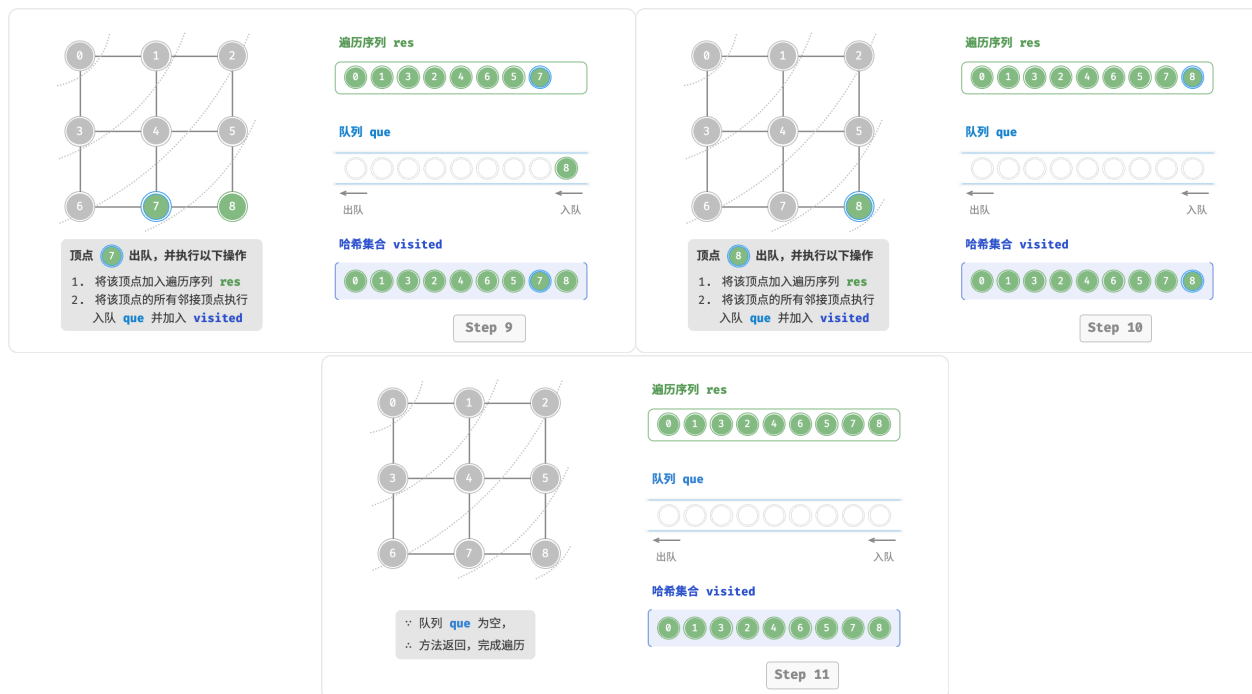 0 1 2
3 4 5
6 7 8
顶点 7 出队，并执行以下操作
1. 将该顶点加入遍历序列 res
2. 将该顶点的所有邻接顶点执行
入队 que 并加入 visited
遍历序列 res
0 1 3 2 4 6 5 7
队列 que
8
出队 入队
哈希集合 visited
0 1 3 2 4 6 5 7 8
Step 9
0 1 2
3 4 5
6 7 8
顶点 8 出队，并执行以下操作
1. 将该顶点加入遍历序列 res
2. 将该顶点的所有邻接顶点执行
入队 que 并加入 visited
遍历序列 res
0 1 3 2 4 6 5 7 8
队列 que
出队 入队
哈希集合 visited
0 1 3 2 4 6 5 7 8
Step 10
0 1 2
3 4 5
6 7 8
∵ 队列 que 为空，
∴ 方法返回，完成遍历
遍历序列 res
0 1 3 2 4 6 5 7 8
队列 que
出队 入队
哈希集合 visited
0 1 3 2 4 6 5 7 8
Step 11